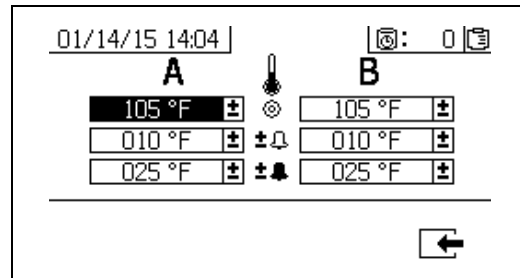 01/14/15 14:04 : 0
A B
105 °F ± 105 °F ±
010 °F ± ± 010 °F ±
025 °F ± ± 025 °F ±